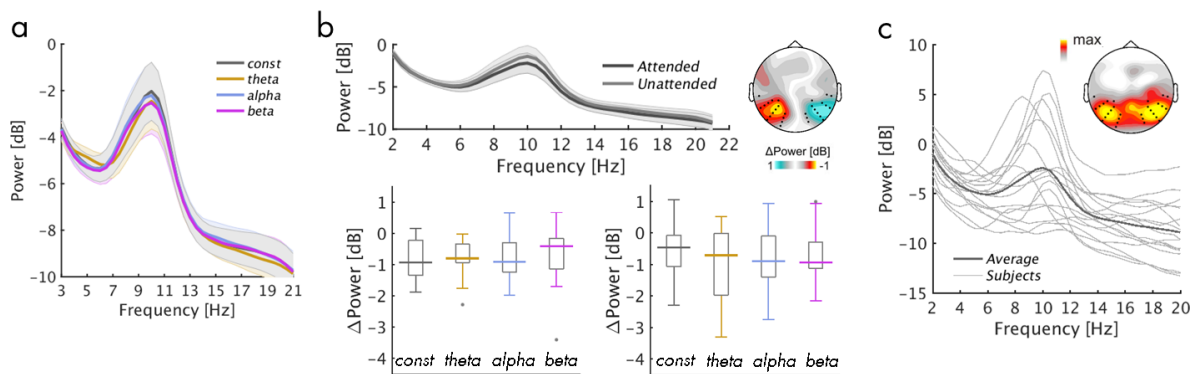 a
0
-2
-4
-6
-8
-10
Power [dB]
3 5 7 9 11 13 15 17 19 21
Frequency [Hz]
const
theta
alpha
beta
b
0
-5
-10
Power [dB]
2 4 6 8 10 12 14 16 18 20 22
Frequency [Hz]
Attended
Unattended
ΔPower [dB]
1 -1
1
0
-1
-2
-3
-4
ΔPower [dB]
const theta alpha beta
1
0
-1
-2
-3
-4
ΔPower [dB]
const theta alpha beta
c
max
10
5
0
-5
-10
-15
Power [dB]
Average
Subjects
2 4 6 8 10 12 14 16 18 20
Frequency [Hz]